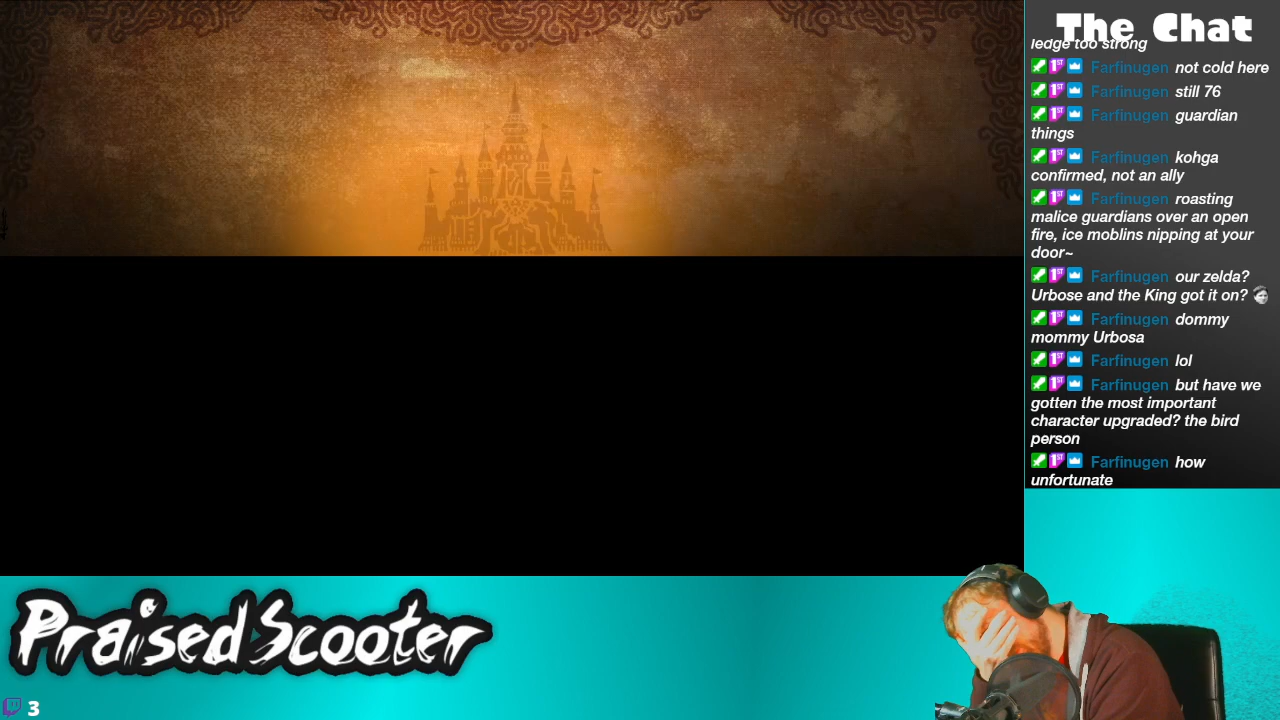 The Chat
ledge too strong
Farfinugen not cold here
Farfinugen still 76
Farfinugen guardian
things
Farfinugen kohga
confirmed, not an ally
Farfinugen roasting
malice guardians over an open
fire, ice moblins nipping at your
door~
Farfinugen our zelda?
Urbose and the King got it on?
Farfinugen dommy
mommy Urbosa
Farfinugen lol
Farfinugen but have we
gotten the most important
character upgraded? the bird
person
Farfinugen how
unfortunate
PraisedScooter
3